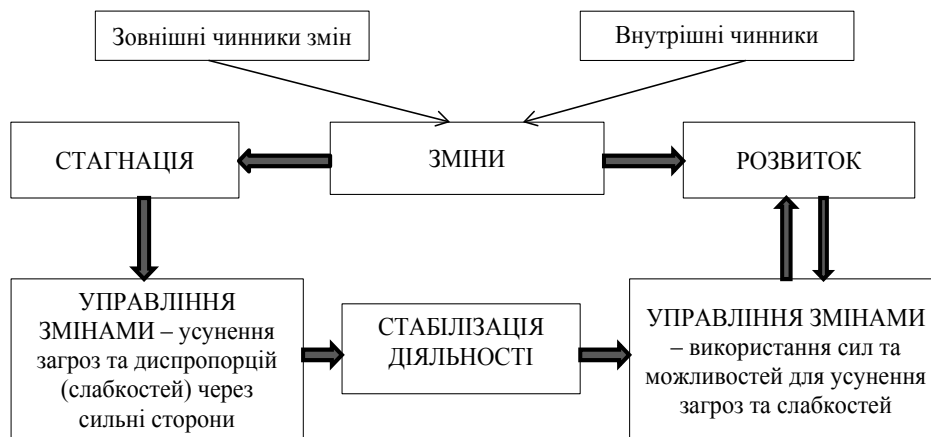 Зовнішні чинники змін
Внутрішні чинники
СТАГНАЦІЯ
ЗМІНИ
РОЗВИТОК
УПРАВЛІННЯ
ЗМІНАМИ – усунення
загроз та диспропорцій
(слабкостей) через
сильні сторони
СТАБІЛІЗАЦІЯ
ДІЯЛЬНОСТІ
УПРАВЛІННЯ ЗМІНАМИ
– використання сил та
можливостей для усунення
загроз та слабкостей